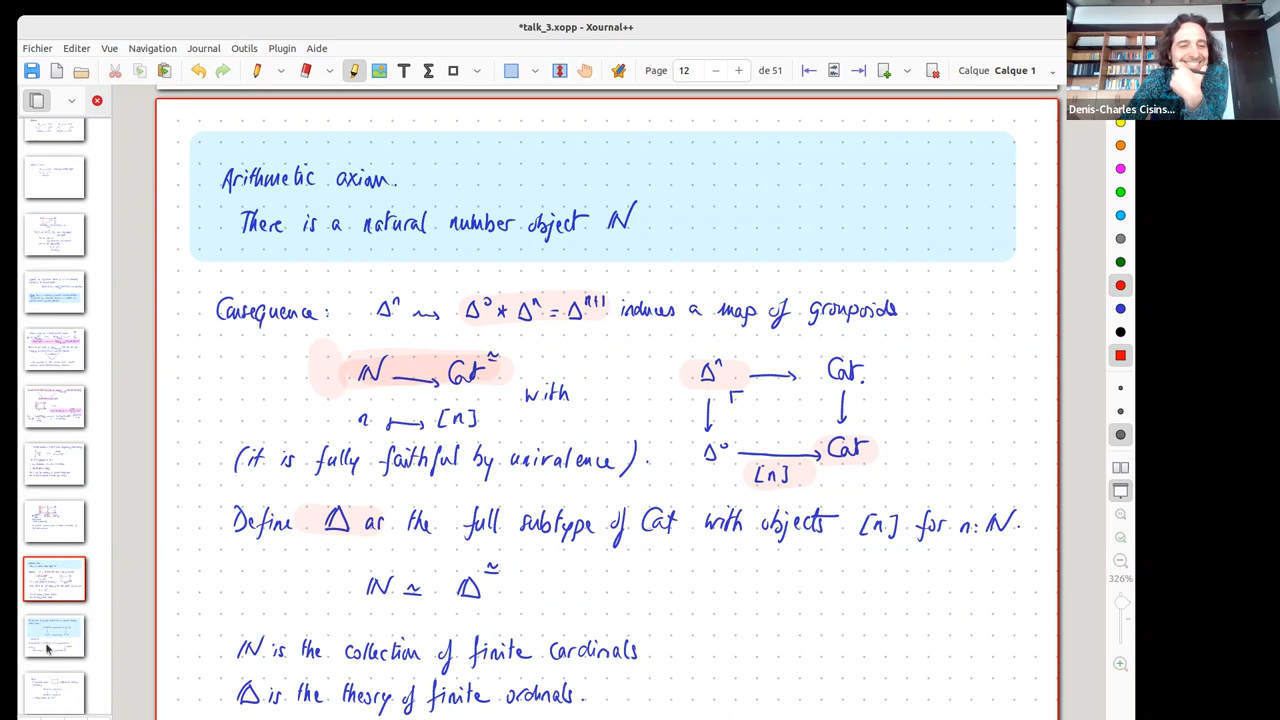 *talk_3.xopp - Xournal++
Fichier Editer Vue Navigation Journal Outils Plugin Aide
Page 12 de 51 Calque Calque 1
Denis-Charles Cisins...
Arithmetic axiom.
There is a natural number object ℕ
Consequence: Δⁿ ⇝ Δ⁰ * Δⁿ = Δⁿ⁺¹ induces a map of groupoids
ℕ → Cat^≃ with
n ↦ [n]
Δⁿ → Cat.
↓ ↓
Δ⁰ → Cat
[n]
(it is fully faithful by univalence).
Define Δ as the full subtype of Cat with objects [n] for n: ℕ.
ℕ ≃ Δ^≃
ℕ is the collection of finite cardinals
Δ is the theory of finite ordinals.
326%